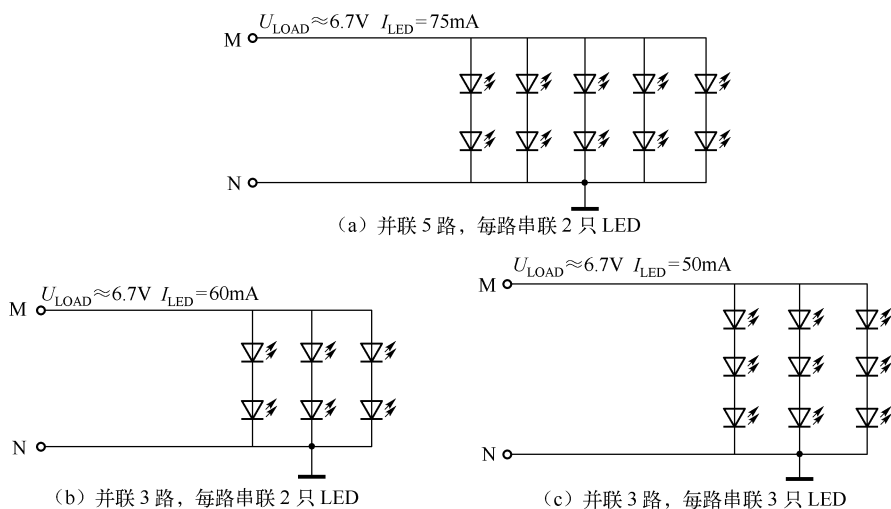 U_LOAD≈6.7V I_LED=75mA
M
N
（a）并联 5 路，每路串联 2 只 LED
U_LOAD≈6.7V I_LED=60mA
M
N
（b）并联 3 路，每路串联 2 只 LED
U_LOAD≈6.7V I_LED=50mA
M
N
（c）并联 3 路，每路串联 3 只 LED